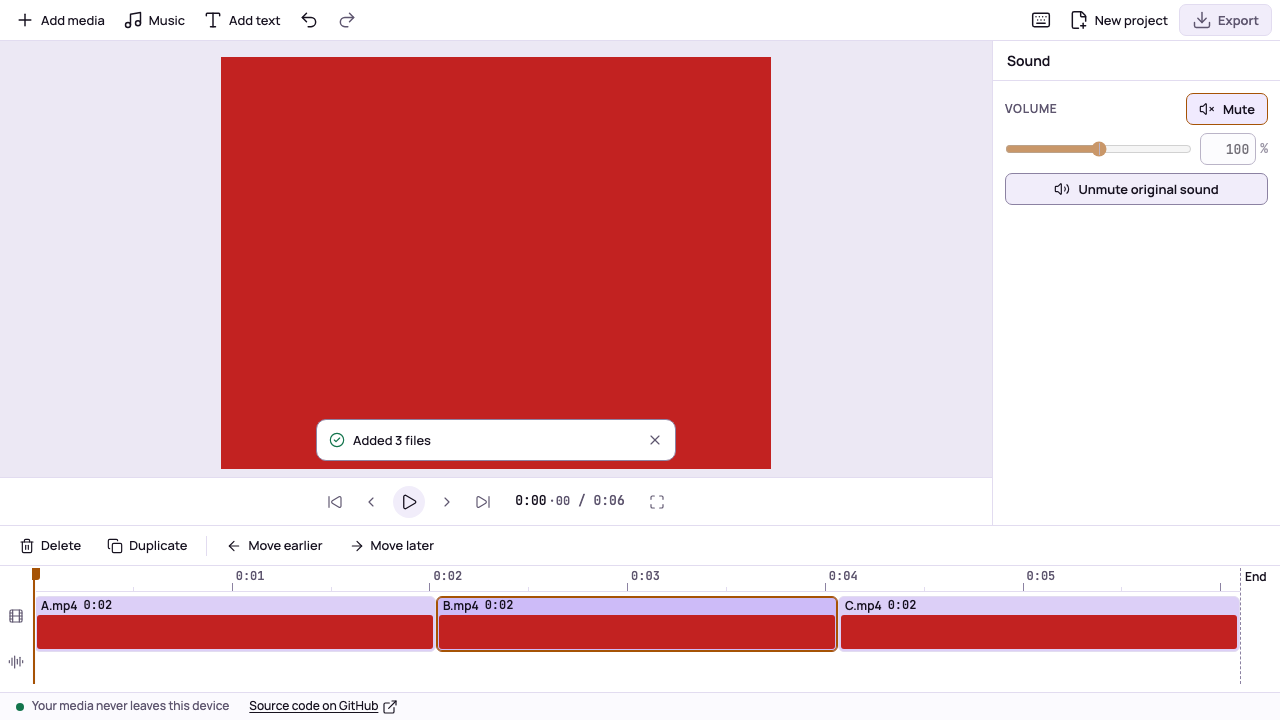 Add media Music Add text New project Export
Sound
VOLUME Mute
100 %
Unmute original sound
Added 3 files
0:00·00 / 0:06
Delete Duplicate Move earlier Move later
0:01 0:02 0:03 0:04 0:05 End
A.mp4 0:02 B.mp4 0:02 C.mp4 0:02
Your media never leaves this device Source code on GitHub